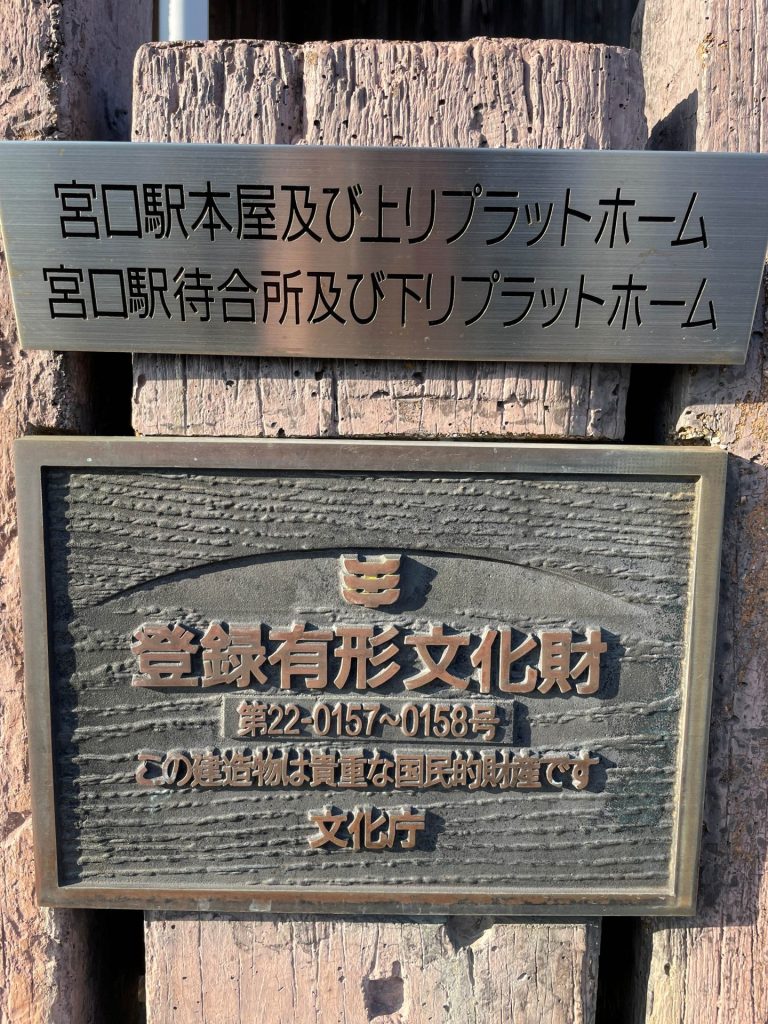 宮口駅本屋及び上りプラットホーム
宮口駅待合所及び下りプラットホーム
登録有形文化財
第22-0157~0158号
この建造物は貴重な国民的財産です
文化庁